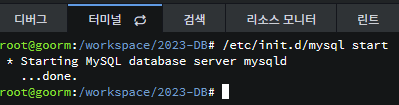 디버그 터미널 검색 리소스 모니터 린트
root@goorm:/workspace/2023-DB# /etc/init.d/mysql start
 * Starting MySQL database server mysqld
   ...done.
root@goorm:/workspace/2023-DB#